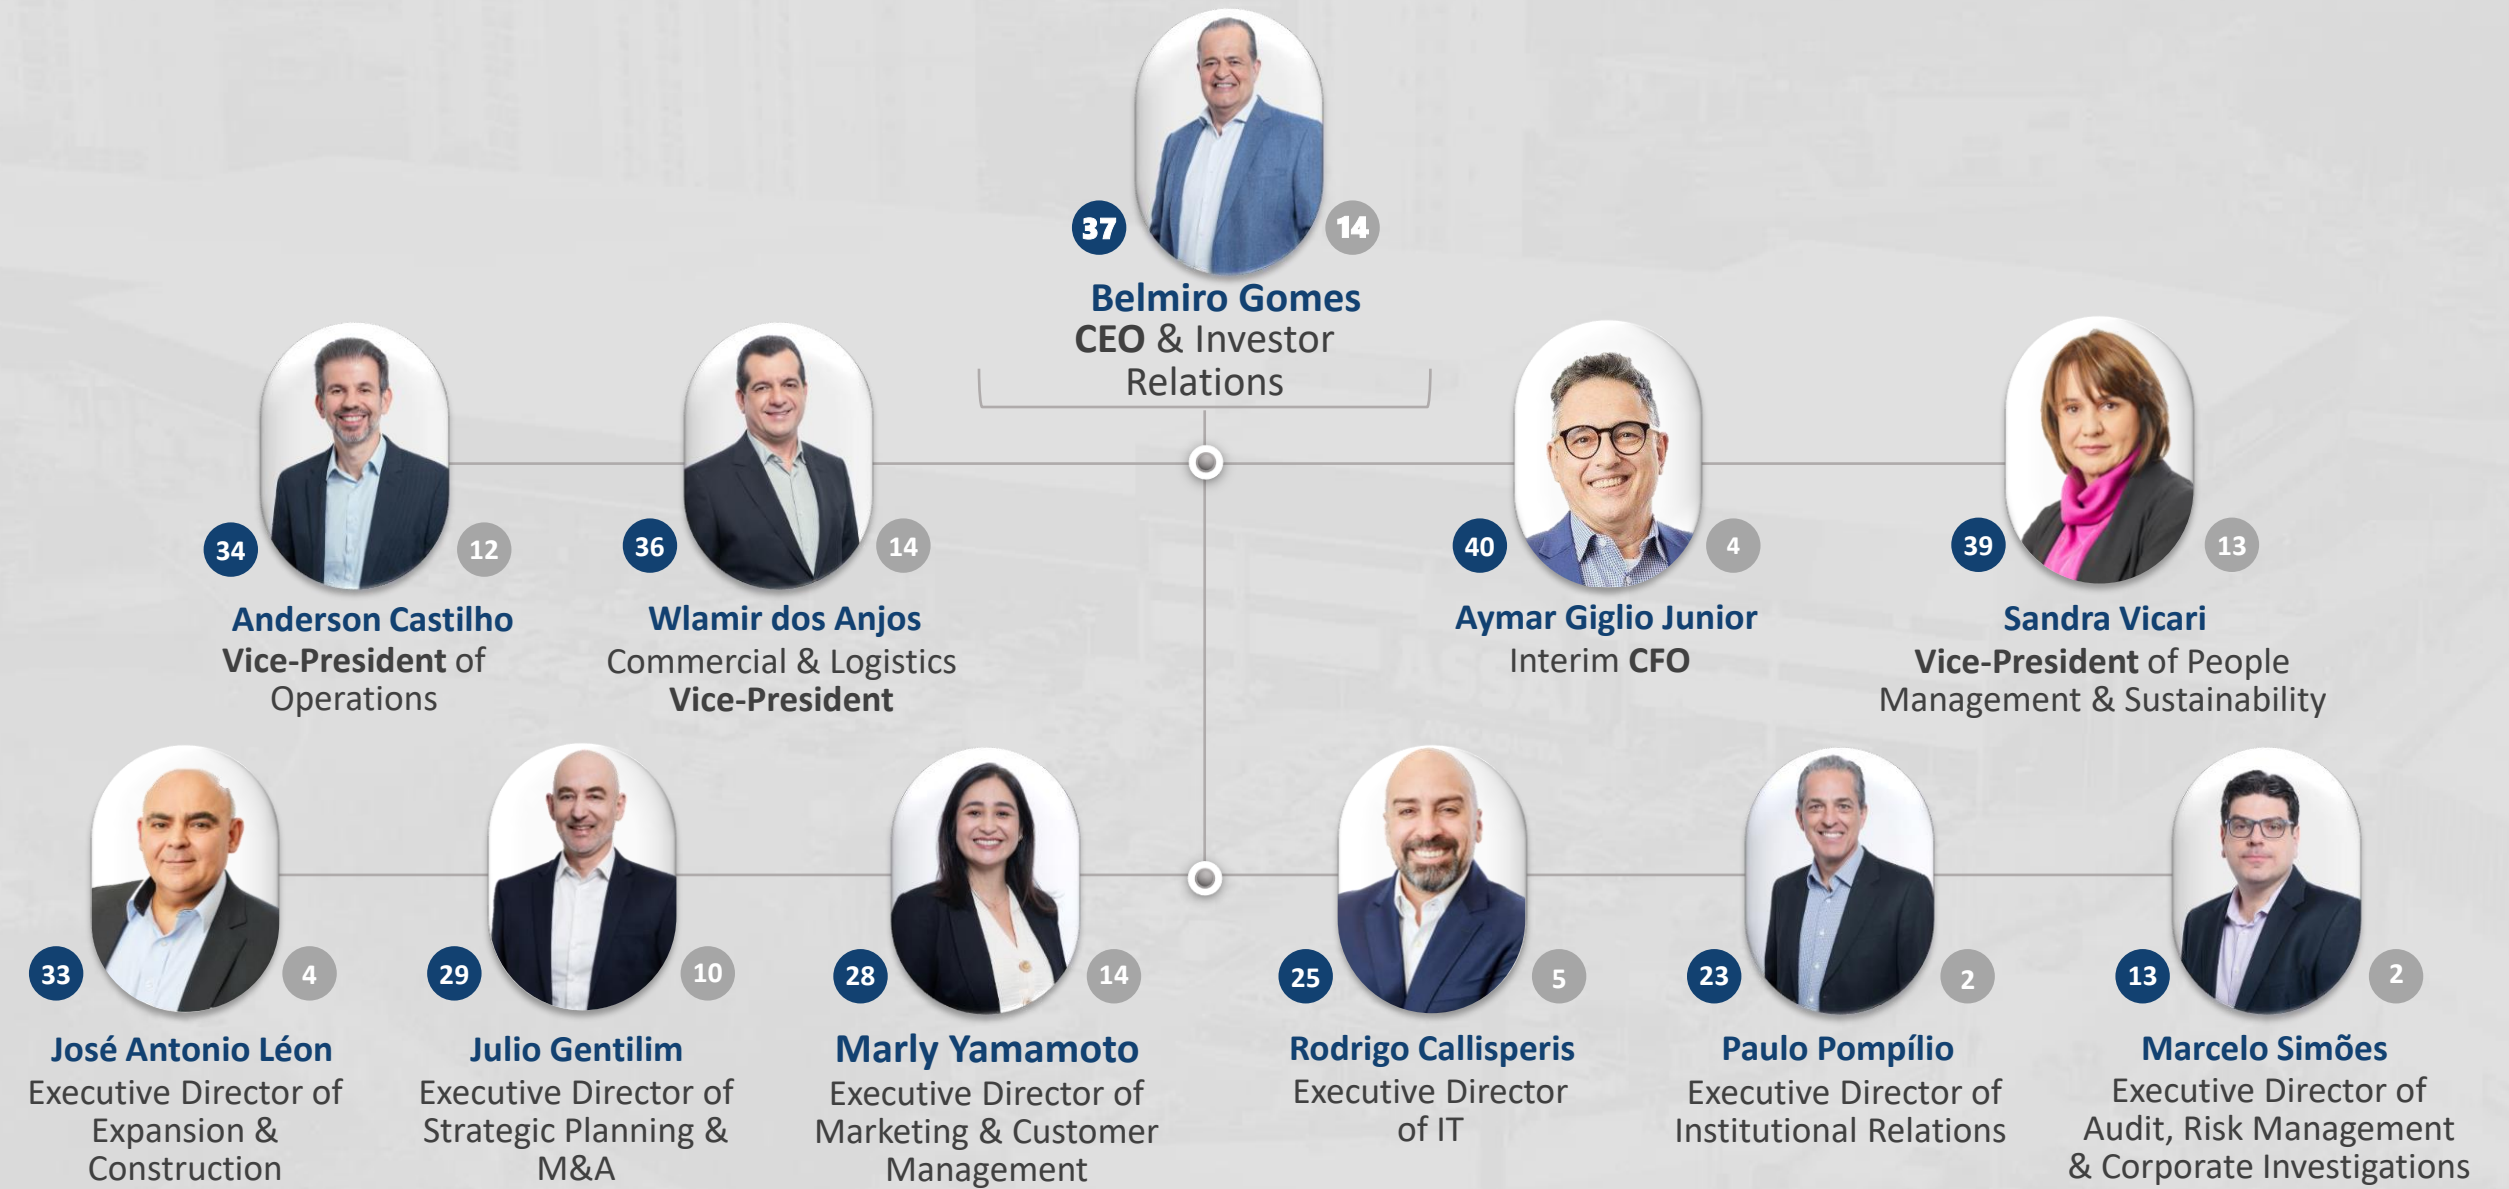 37
14
Belmiro Gomes
CEO & Investor
Relations
34
12
Anderson Castilho
Vice-President of
Operations
36
14
Wlamir dos Anjos
Commercial & Logistics
Vice-President
40
4
Aymar Giglio Junior
Interim CFO
39
13
Sandra Vicari
Vice-President of People
Management & Sustainability
33
4
José Antonio Léon
Executive Director of
Expansion &
Construction
29
10
Julio Gentilim
Executive Director of
Strategic Planning &
M&A
28
14
Marly Yamamoto
Executive Director of
Marketing & Customer
Management
25
5
Rodrigo Callisperis
Executive Director
of IT
23
2
Paulo Pompílio
Executive Director of
Institutional Relations
13
2
Marcelo Simões
Executive Director of
Audit, Risk Management
& Corporate Investigations